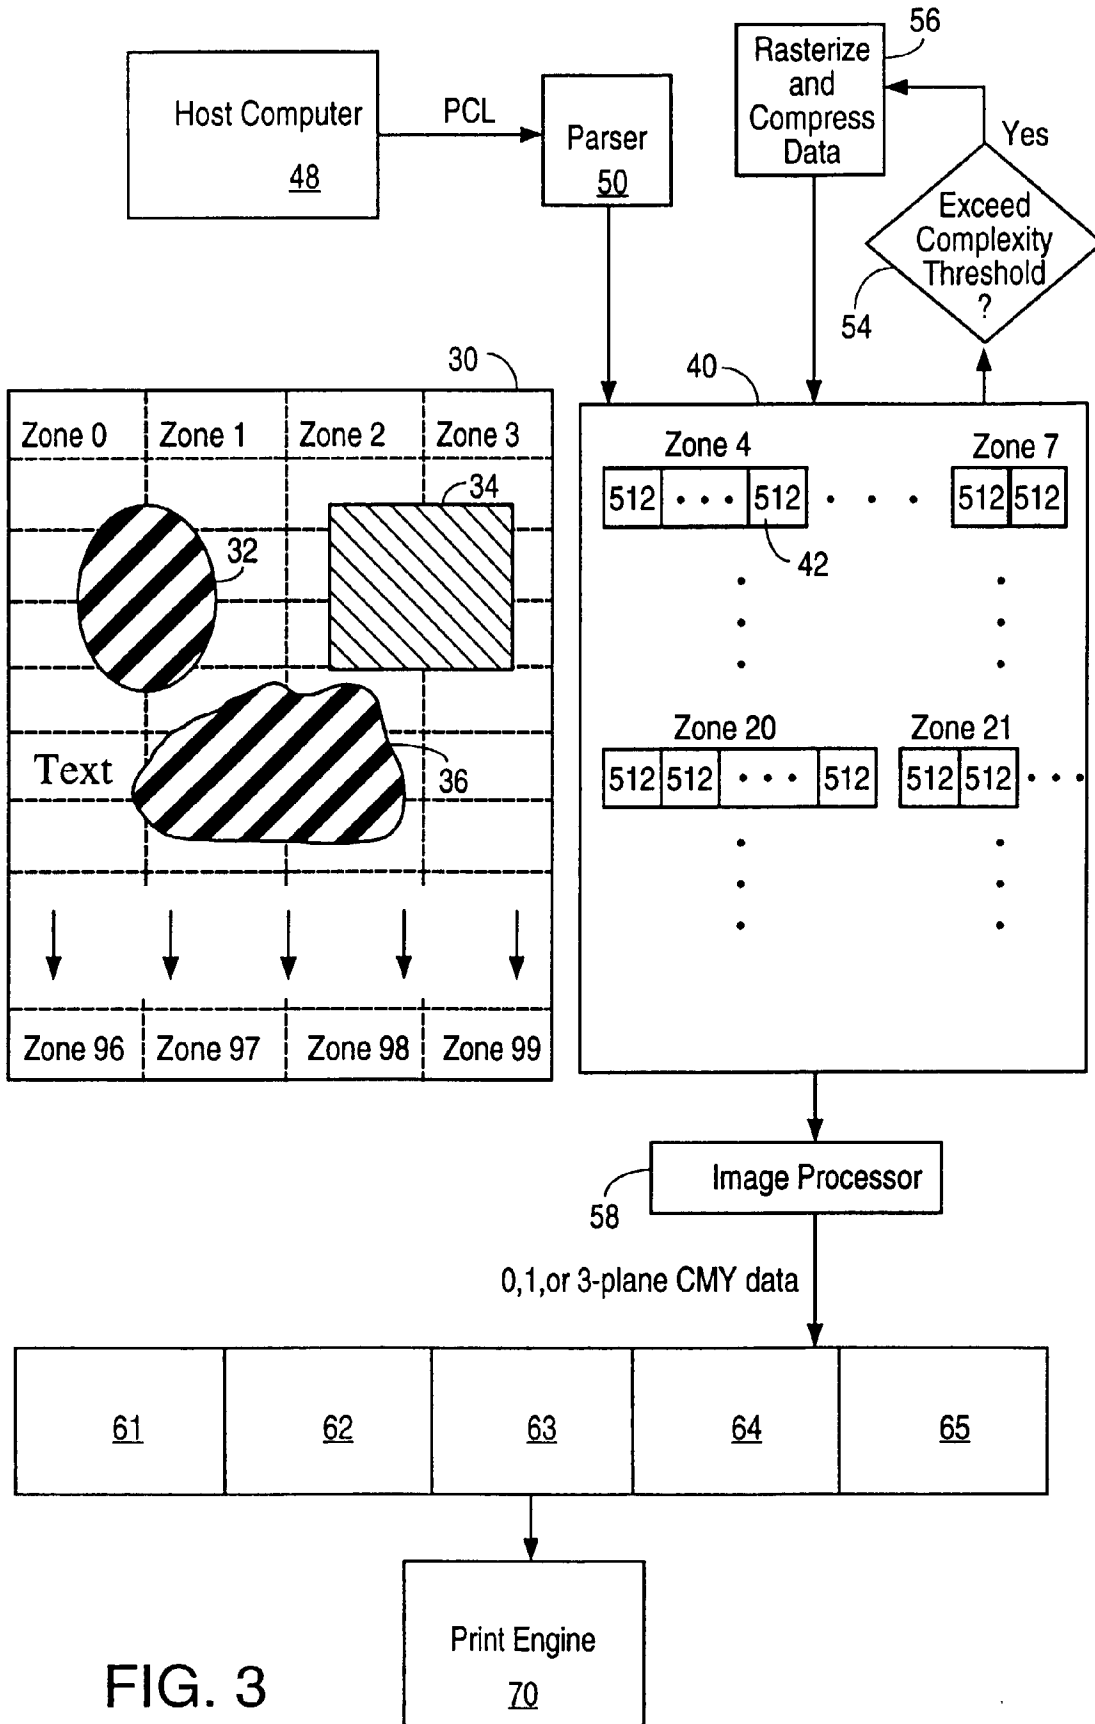 56
Host Computer
48
PCL
Parser
50
Rasterize
and
Compress
Data
Yes
Exceed
Complexity
Threshold
?
54
30
40
Zone 0 Zone 1 Zone 2 Zone 3
34
32
Text
36
Zone 96 Zone 97 Zone 98 Zone 99
Zone 4 Zone 7
512 • • • 512 • • • • 512 512
42
Zone 20 Zone 21
512 512 • • • 512 512 512 • • •
Image Processor
58
0,1,or 3-plane CMY data
61 62 63 64 65
Print Engine
70
FIG. 3